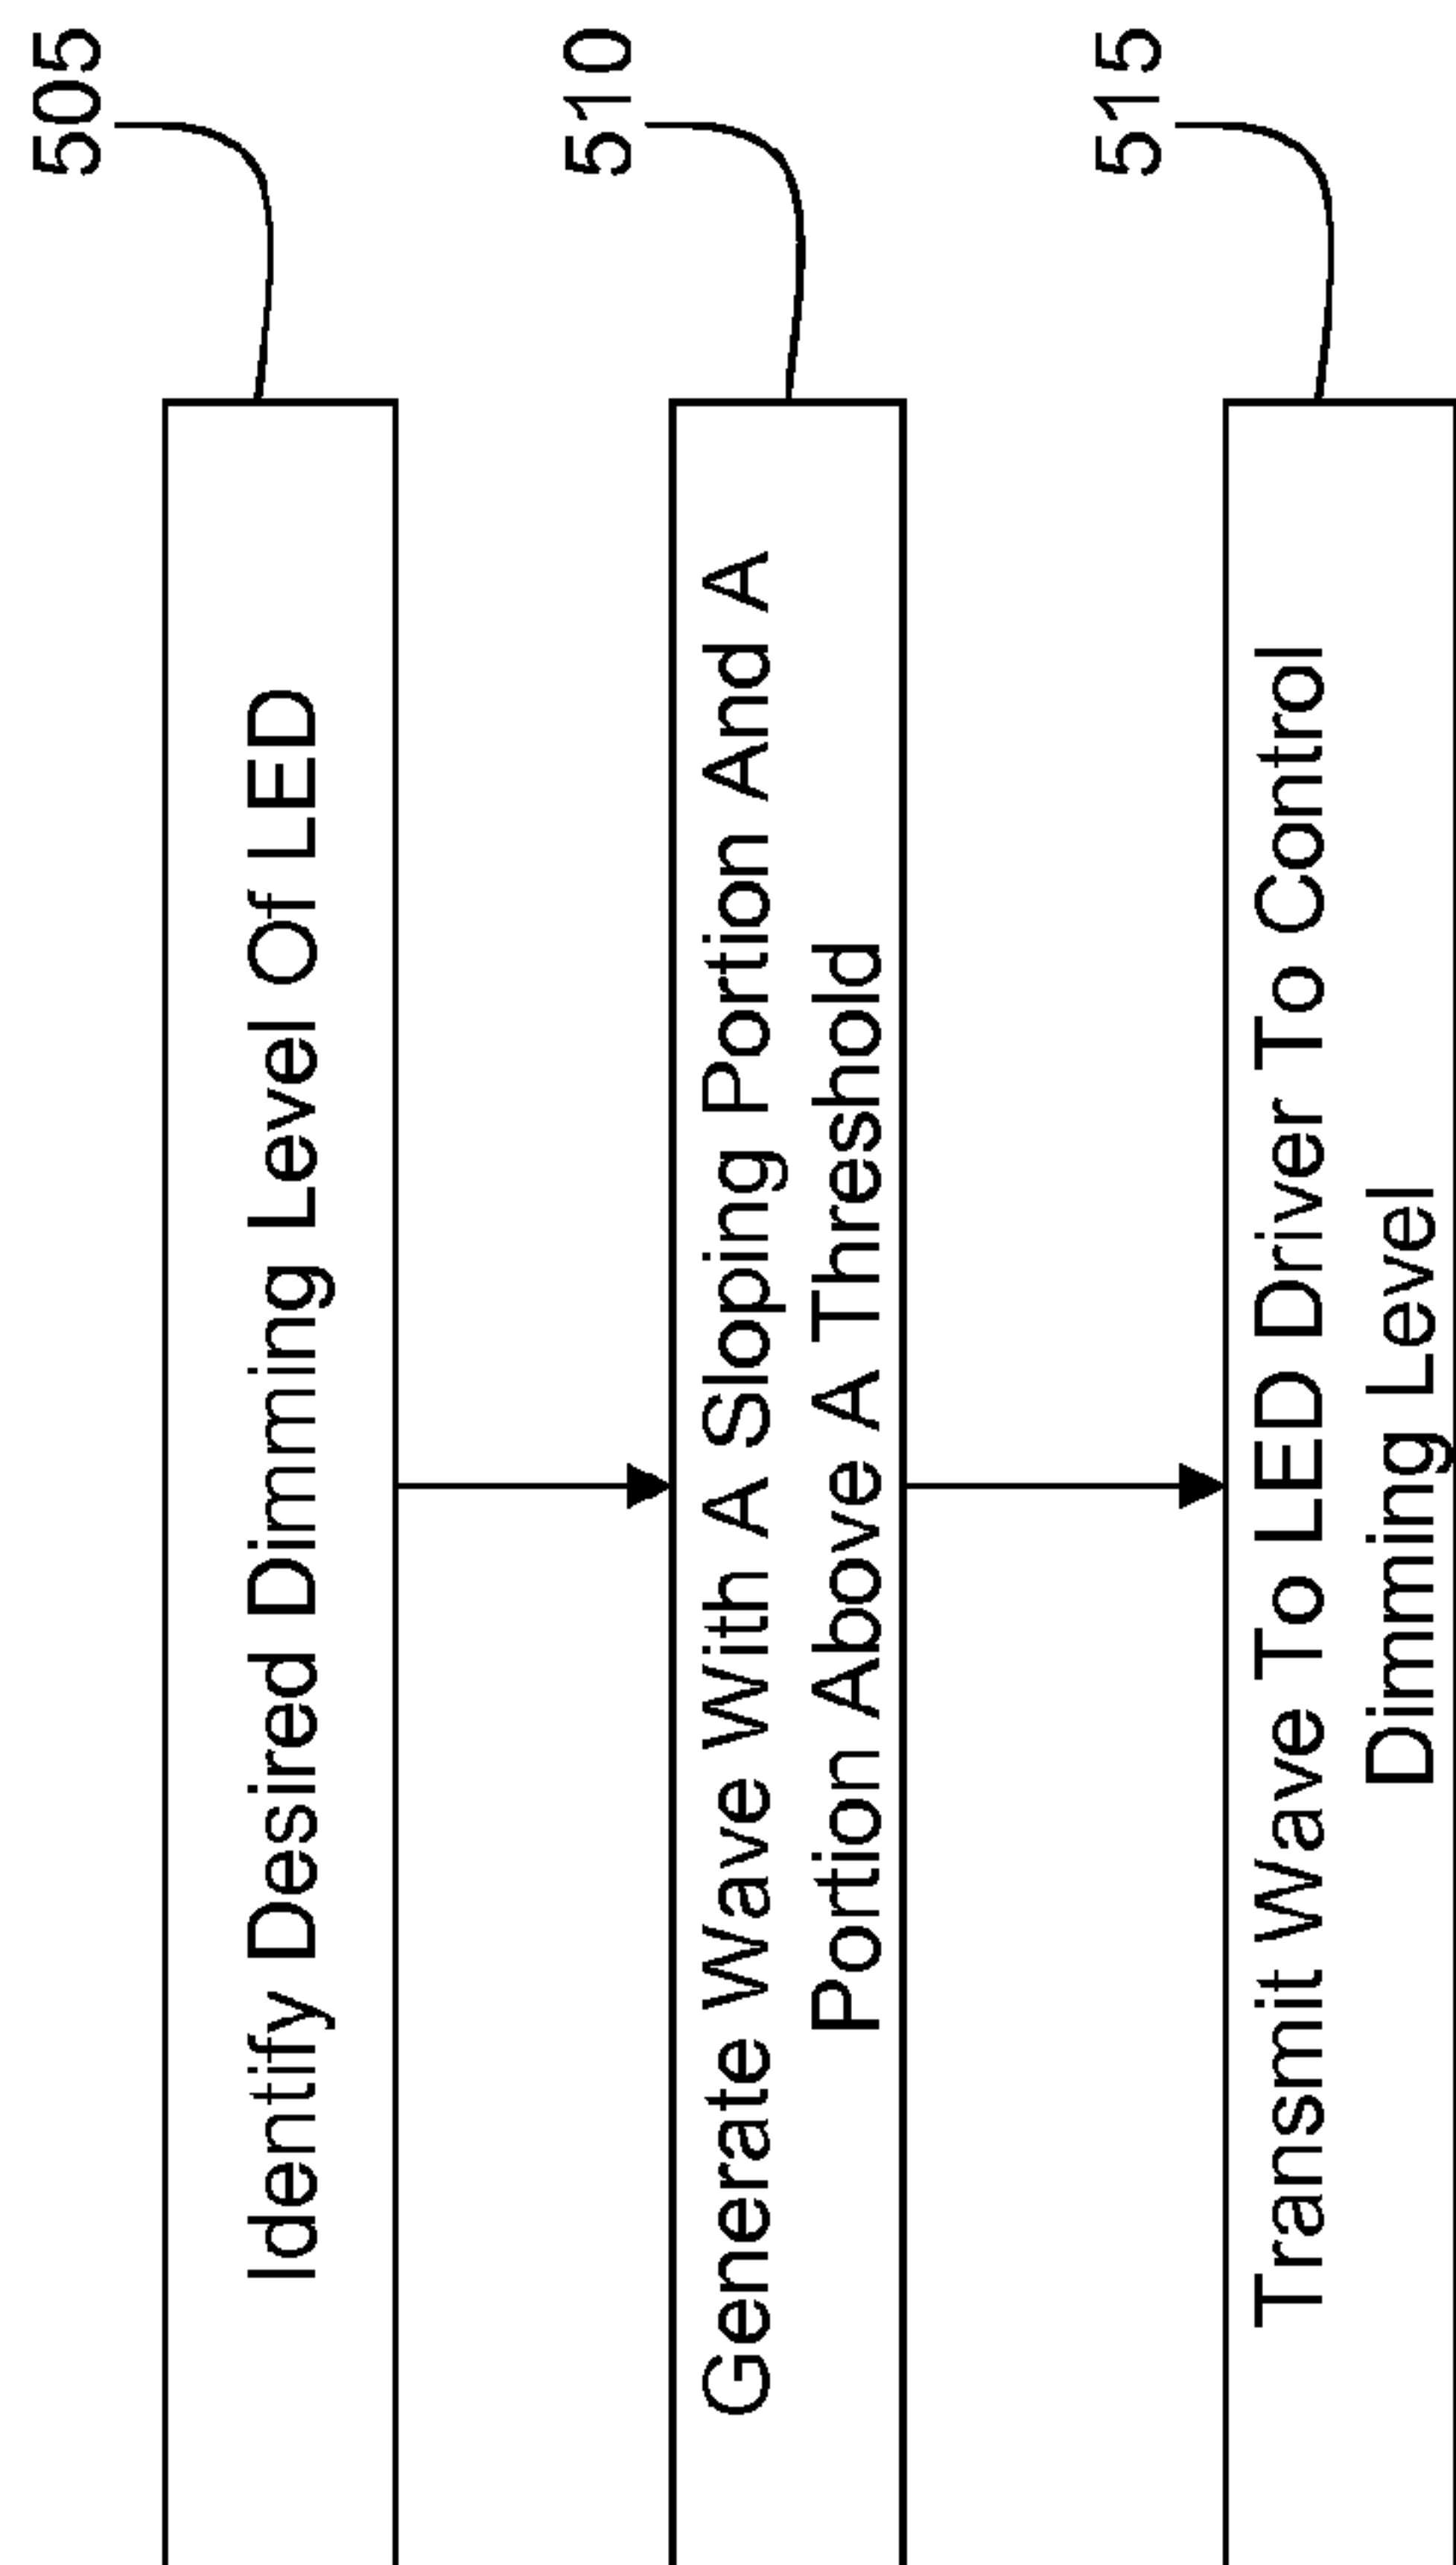 505
Identify Desired Dimming Level Of LED
510
Generate Wave With A Sloping Portion And A
Portion Above A Threshold
515
Transmit Wave To LED Driver To Control
Dimming Level